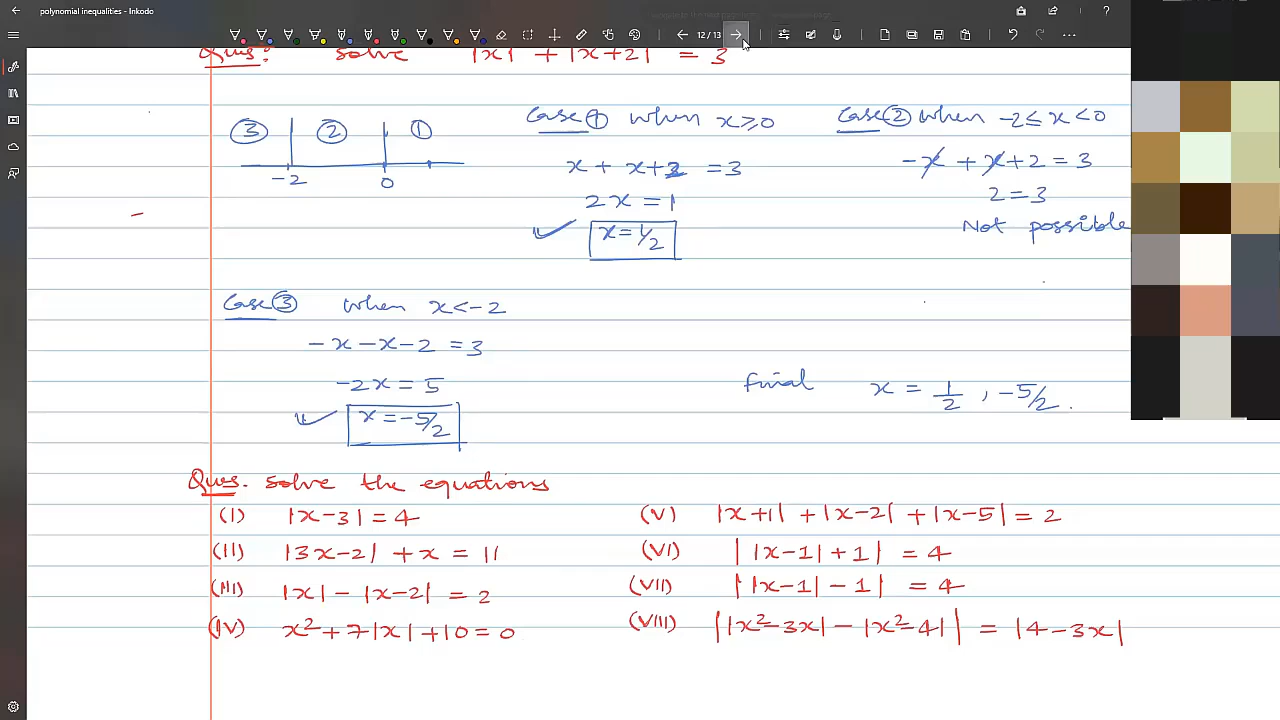 polynomial inequalities - Inkodo
12/13
Ques: solve |x| + |x+2| = 3
③ ② ①
-2 0
Case ① when x ≥ 0
x + x+2 = 3
2x = 1
x = 1/2
Case ② when -2 ≤ x < 0
-x + x + 2 = 3
2 = 3
Not possible
Case ③ when x < -2
-x - x - 2 = 3
-2x = 5
x = -5/2
Final x = 1/2 , -5/2 .
Ques. solve the equations
(I) |x-3| = 4
(II) |3x-2| + x = 11
(III) |x| - |x-2| = 2
(IV) x² + 7|x| + 10 = 0
(V) |x+1| + |x-2| + |x-5| = 2
(VI) | |x-1| + 1 | = 4
(VII) | |x-1| - 1 | = 4
(VIII) | |x²-3x| - |x²-4| | = |4-3x|